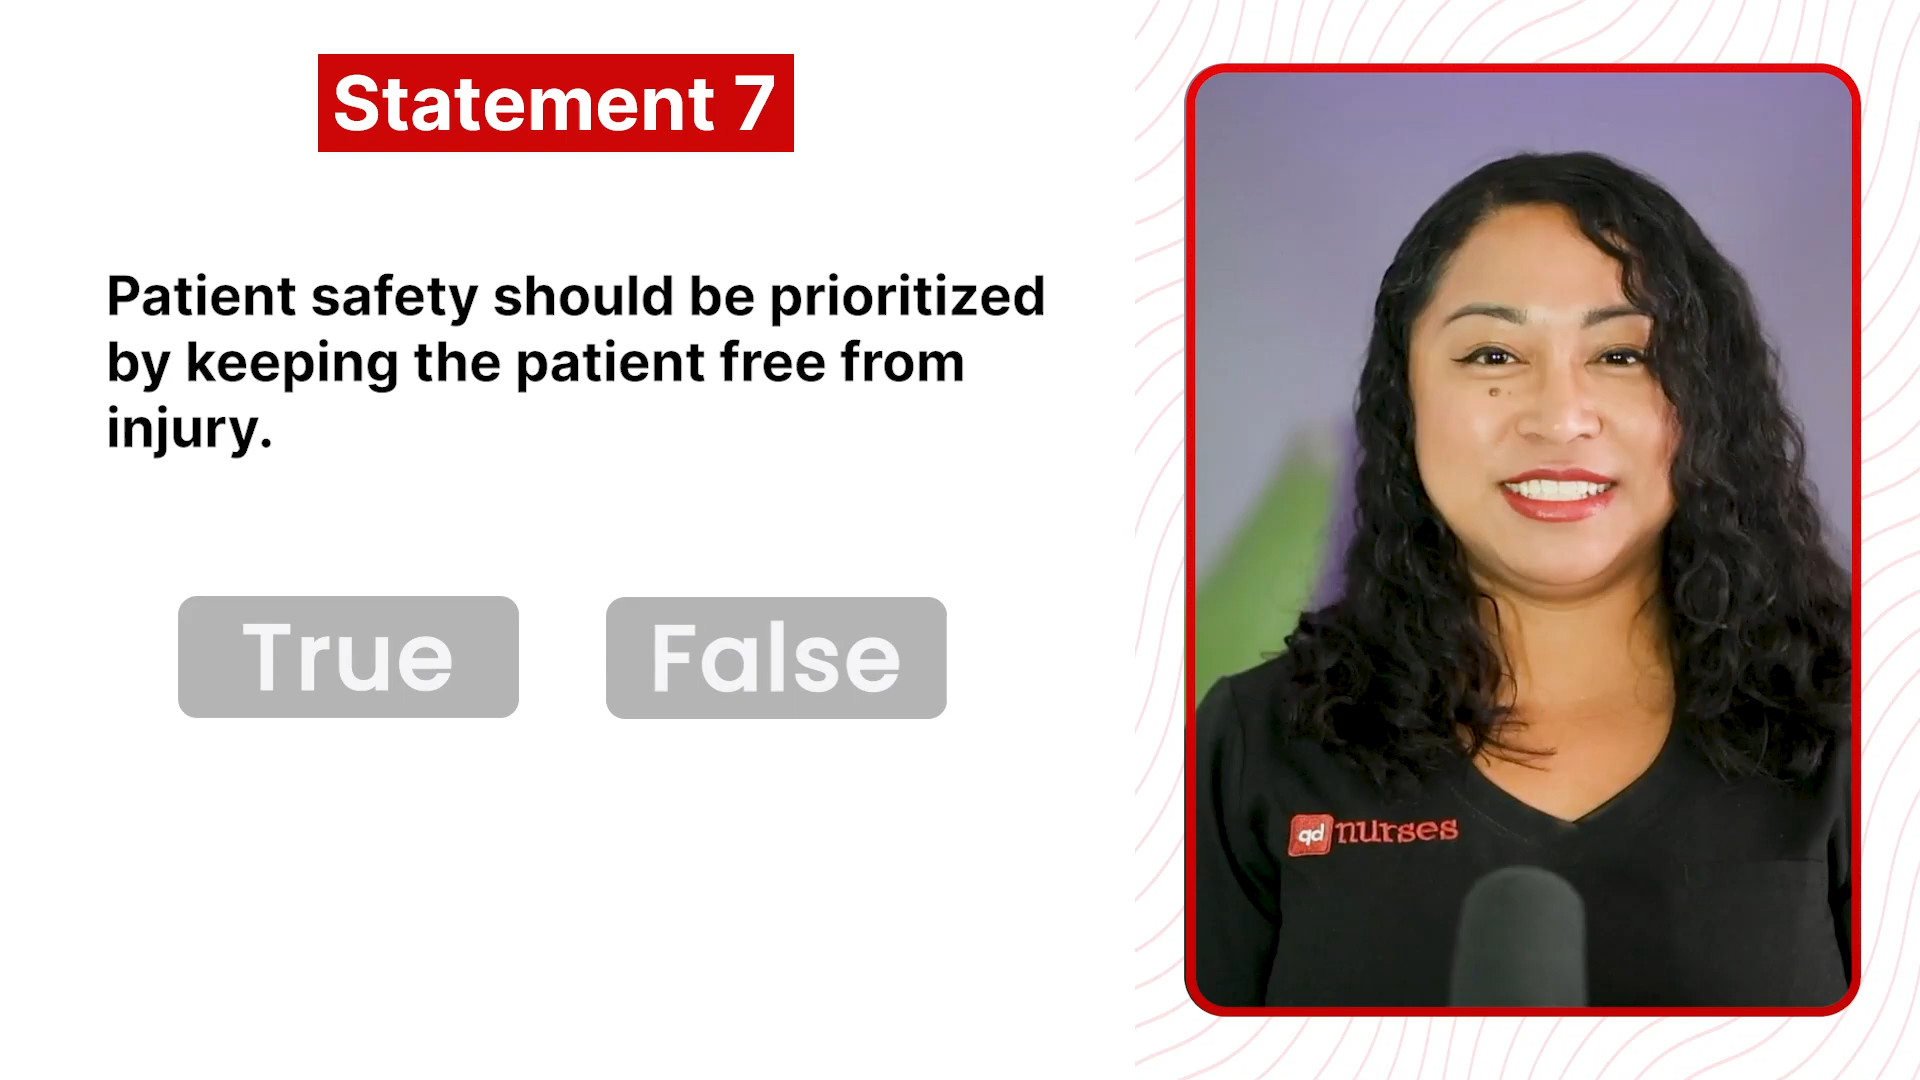 Statement 7
Patient safety should be prioritized
by keeping the patient free from
injury.
True
False
qd nurses